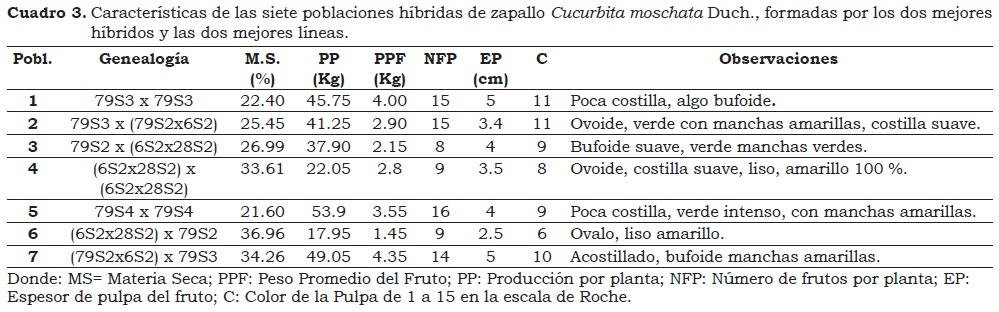 Cuadro 3. Características de las siete poblaciones híbridas de zapallo Cucurbita moschata Duch., formadas por los dos mejores
híbridos y las dos mejores líneas.
Pobl. Genealogía M.S. (%) PP (Kg) PPF (Kg) NFP EP (cm) C Observaciones
1 79S3 x 79S3 22.40 45.75 4.00 15 5 11 Poca costilla, algo bufoide.
2 79S3 x (79S2x6S2) 25.45 41.25 2.90 15 3.4 11 Ovoide, verde con manchas amarillas, costilla suave.
3 79S2 x (6S2x28S2) 26.99 37.90 2.15 8 4 9 Bufoide suave, verde manchas verdes.
4 (6S2x28S2) x (6S2x28S2) 33.61 22.05 2.8 9 3.5 8 Ovoide, costilla suave, liso, amarillo 100 %.
5 79S4 x 79S4 21.60 53.9 3.55 16 4 9 Poca costilla, verde intenso, con manchas amarillas.
6 (6S2x28S2) x 79S2 36.96 17.95 1.45 9 2.5 6 Ovalo, liso amarillo.
7 (79S2x6S2) x 79S3 34.26 49.05 4.35 14 5 10 Acostillado, bufoide manchas amarillas.
Donde: MS= Materia Seca; PPF: Peso Promedio del Fruto; PP: Producción por planta; NFP: Número de frutos por planta; EP:
Espesor de pulpa del fruto; C: Color de la Pulpa de 1 a 15 en la escala de Roche.